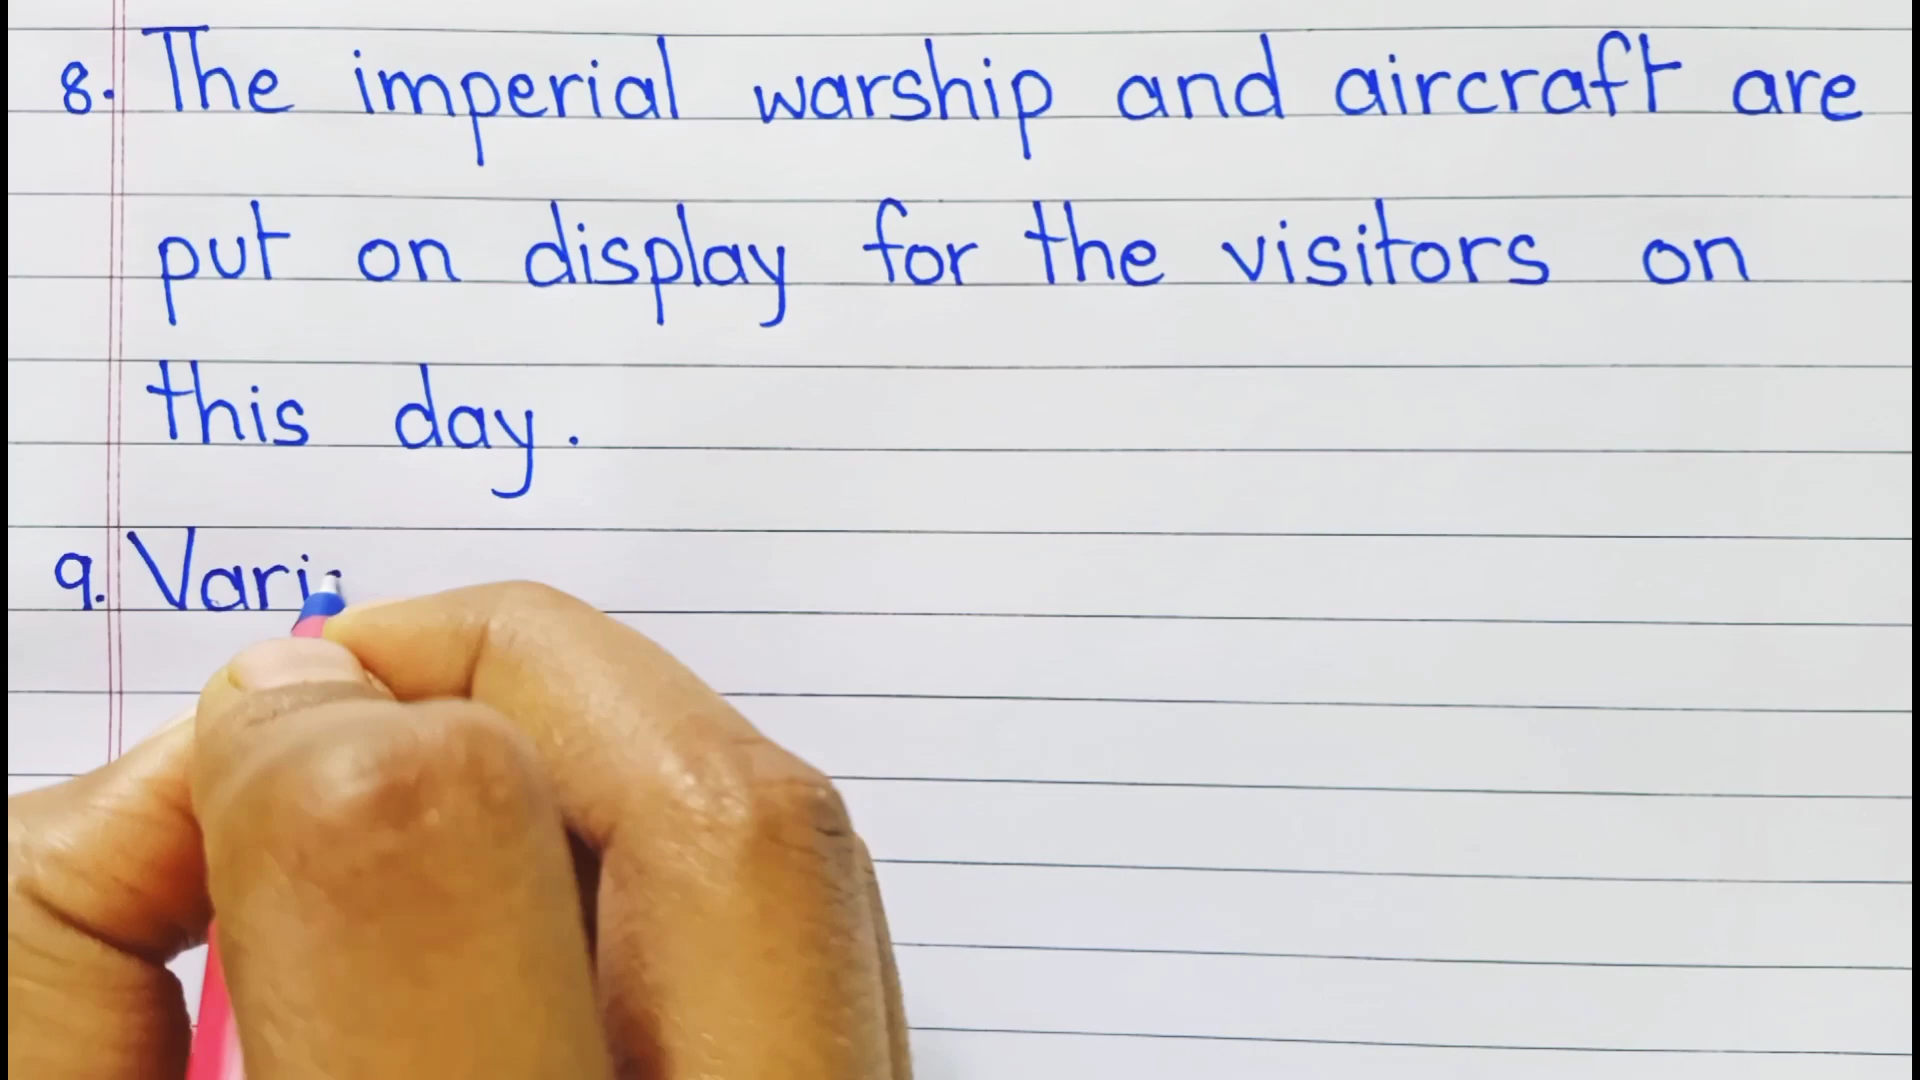 8. The imperial warship and aircraft are
put on display for the visitors on
this day.
9. Vari